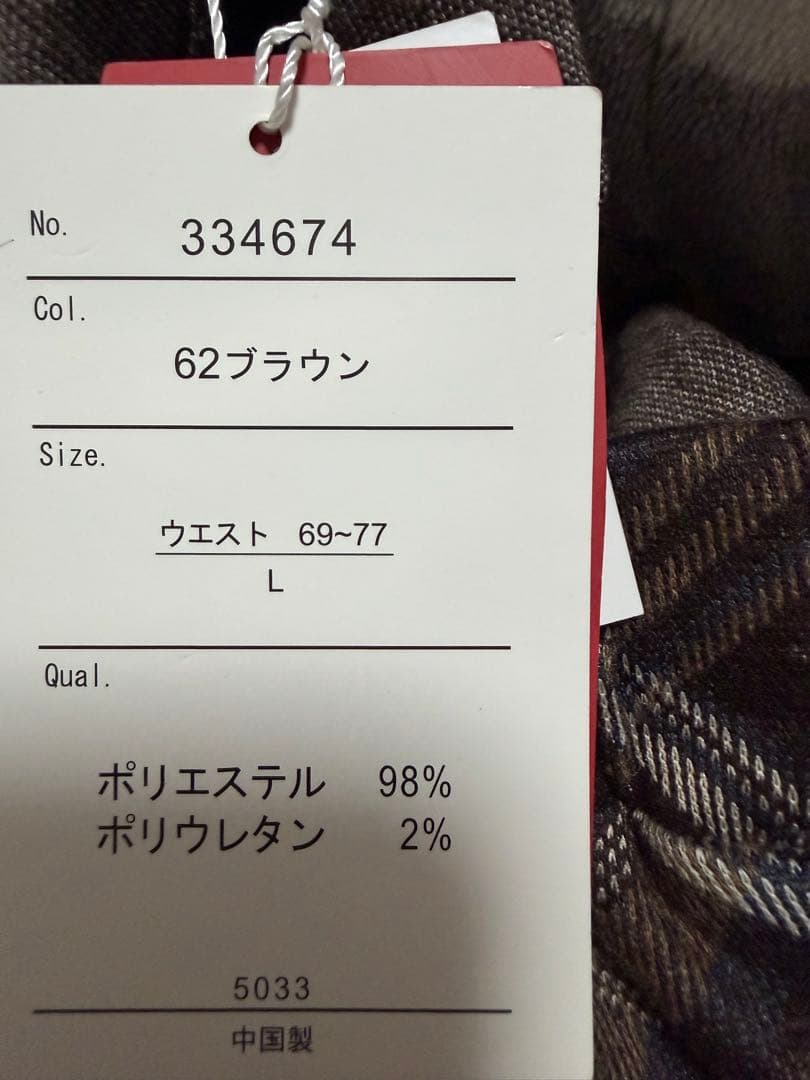 No.
334674
Col.
62ブラウン
Size.
ウエスト 69~77
L
Qual.
ポリエステル 98%
ポリウレタン 2%
5033
中国製